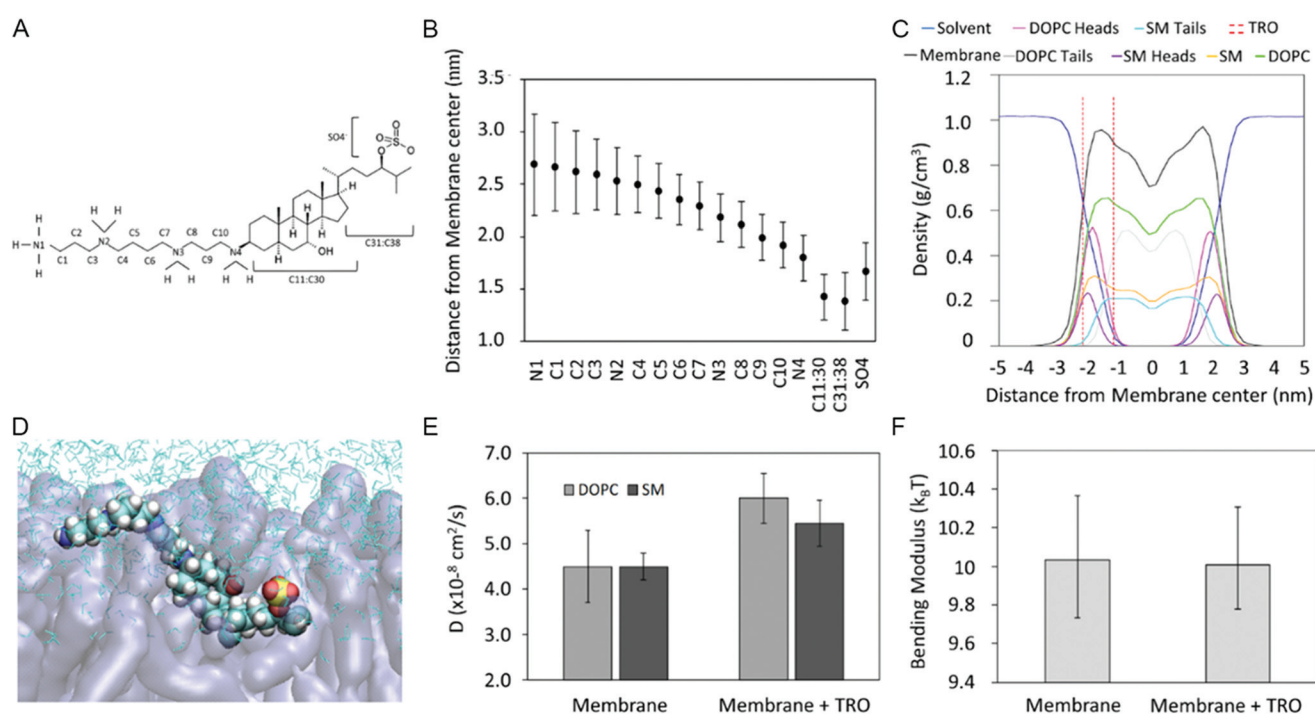 A
SO4-
O
O S O
O
H
H H
H N1 C2 N2 C5 C7 C8 C10
H C1 C3 C4 C6 N3 C9 N4 OH
H H H H
H H H H H
C31:C38
C11:C30
B
Distance from Membrane center (nm)
3.5
3.0
2.5
2.0
1.5
1.0
N1 C1 C2 C3 N2 C4 C5 C6 C7 N3 C8 C9 C10 N4 C11:30 C31:38 SO4
C
Solvent DOPC Heads SM Tails TRO
Membrane DOPC Tails SM Heads SM DOPC
Density (g/cm3)
1.2
1.0
0.8
0.6
0.4
0.2
0
-5 -4 -3 -2 -1 0 1 2 3 4 5
Distance from Membrane center (nm)
D
E
D (x10-8 cm2/s)
7.0
6.0
5.0
4.0
3.0
2.0
DOPC SM
Membrane Membrane + TRO
F
Bending Modulus (kBT)
10.6
10.4
10.2
10
9.8
9.6
9.4
Membrane Membrane + TRO